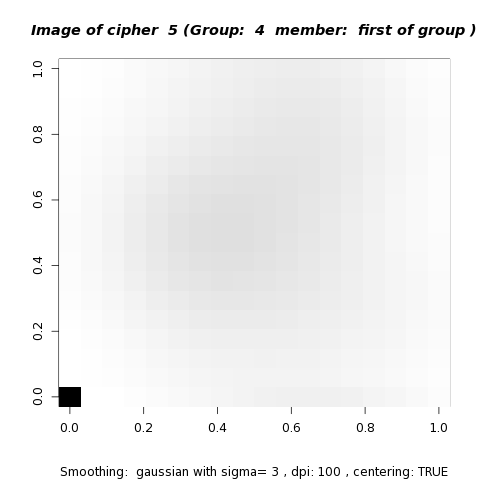 Image of cipher 5 (Group: 4 member: first of group )
1.0
0.8
0.6
0.4
0.2
0.0
0.0 0.2 0.4 0.6 0.8 1.0
Smoothing: gaussian with sigma= 3 , dpi: 100 , centering: TRUE